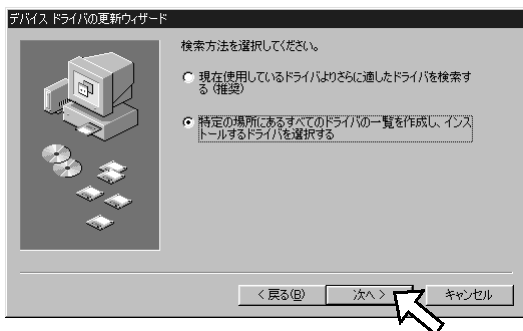 デバイス ドライバの更新ウィザード
検索方法を選択してください。
現在使用しているドライバよりさらに適したドライバを検索す
る (推奨)
特定の場所にあるすべてのドライバの一覧を作成し、インス
トールするドライバを選択する
< 戻る(B) 次へ > キャンセル